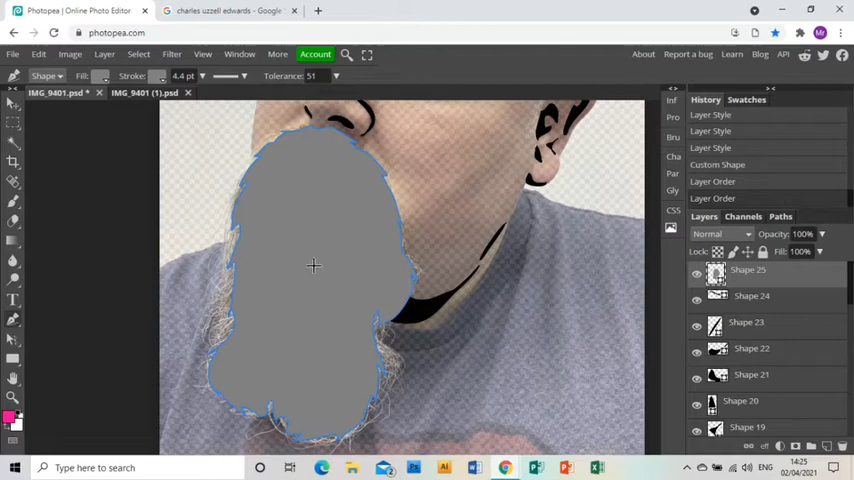 Photopea | Online Photo Editor
charles uzzell edwards - Google
photopea.com
File Edit Image Layer Select Filter View Window More Account
About Report a bug Learn Blog API
Shape Fill: Stroke: 4.4 pt Tolerance: 51
IMG_9401.psd * IMG_9401 (1).psd
Inf
Pro
Bru
Cha
Par
Gly
CSS
History Swatches
Layer Style
Layer Style
Layer Style
Custom Shape
Layer Order
Layer Order
Layers Channels Paths
Normal Opacity: 100%
Lock: Fill: 100%
Shape 25
Shape 24
Shape 23
Shape 22
Shape 21
Shape 20
Shape 19
eff
Type here to search
ENG
14:25
02/04/2021